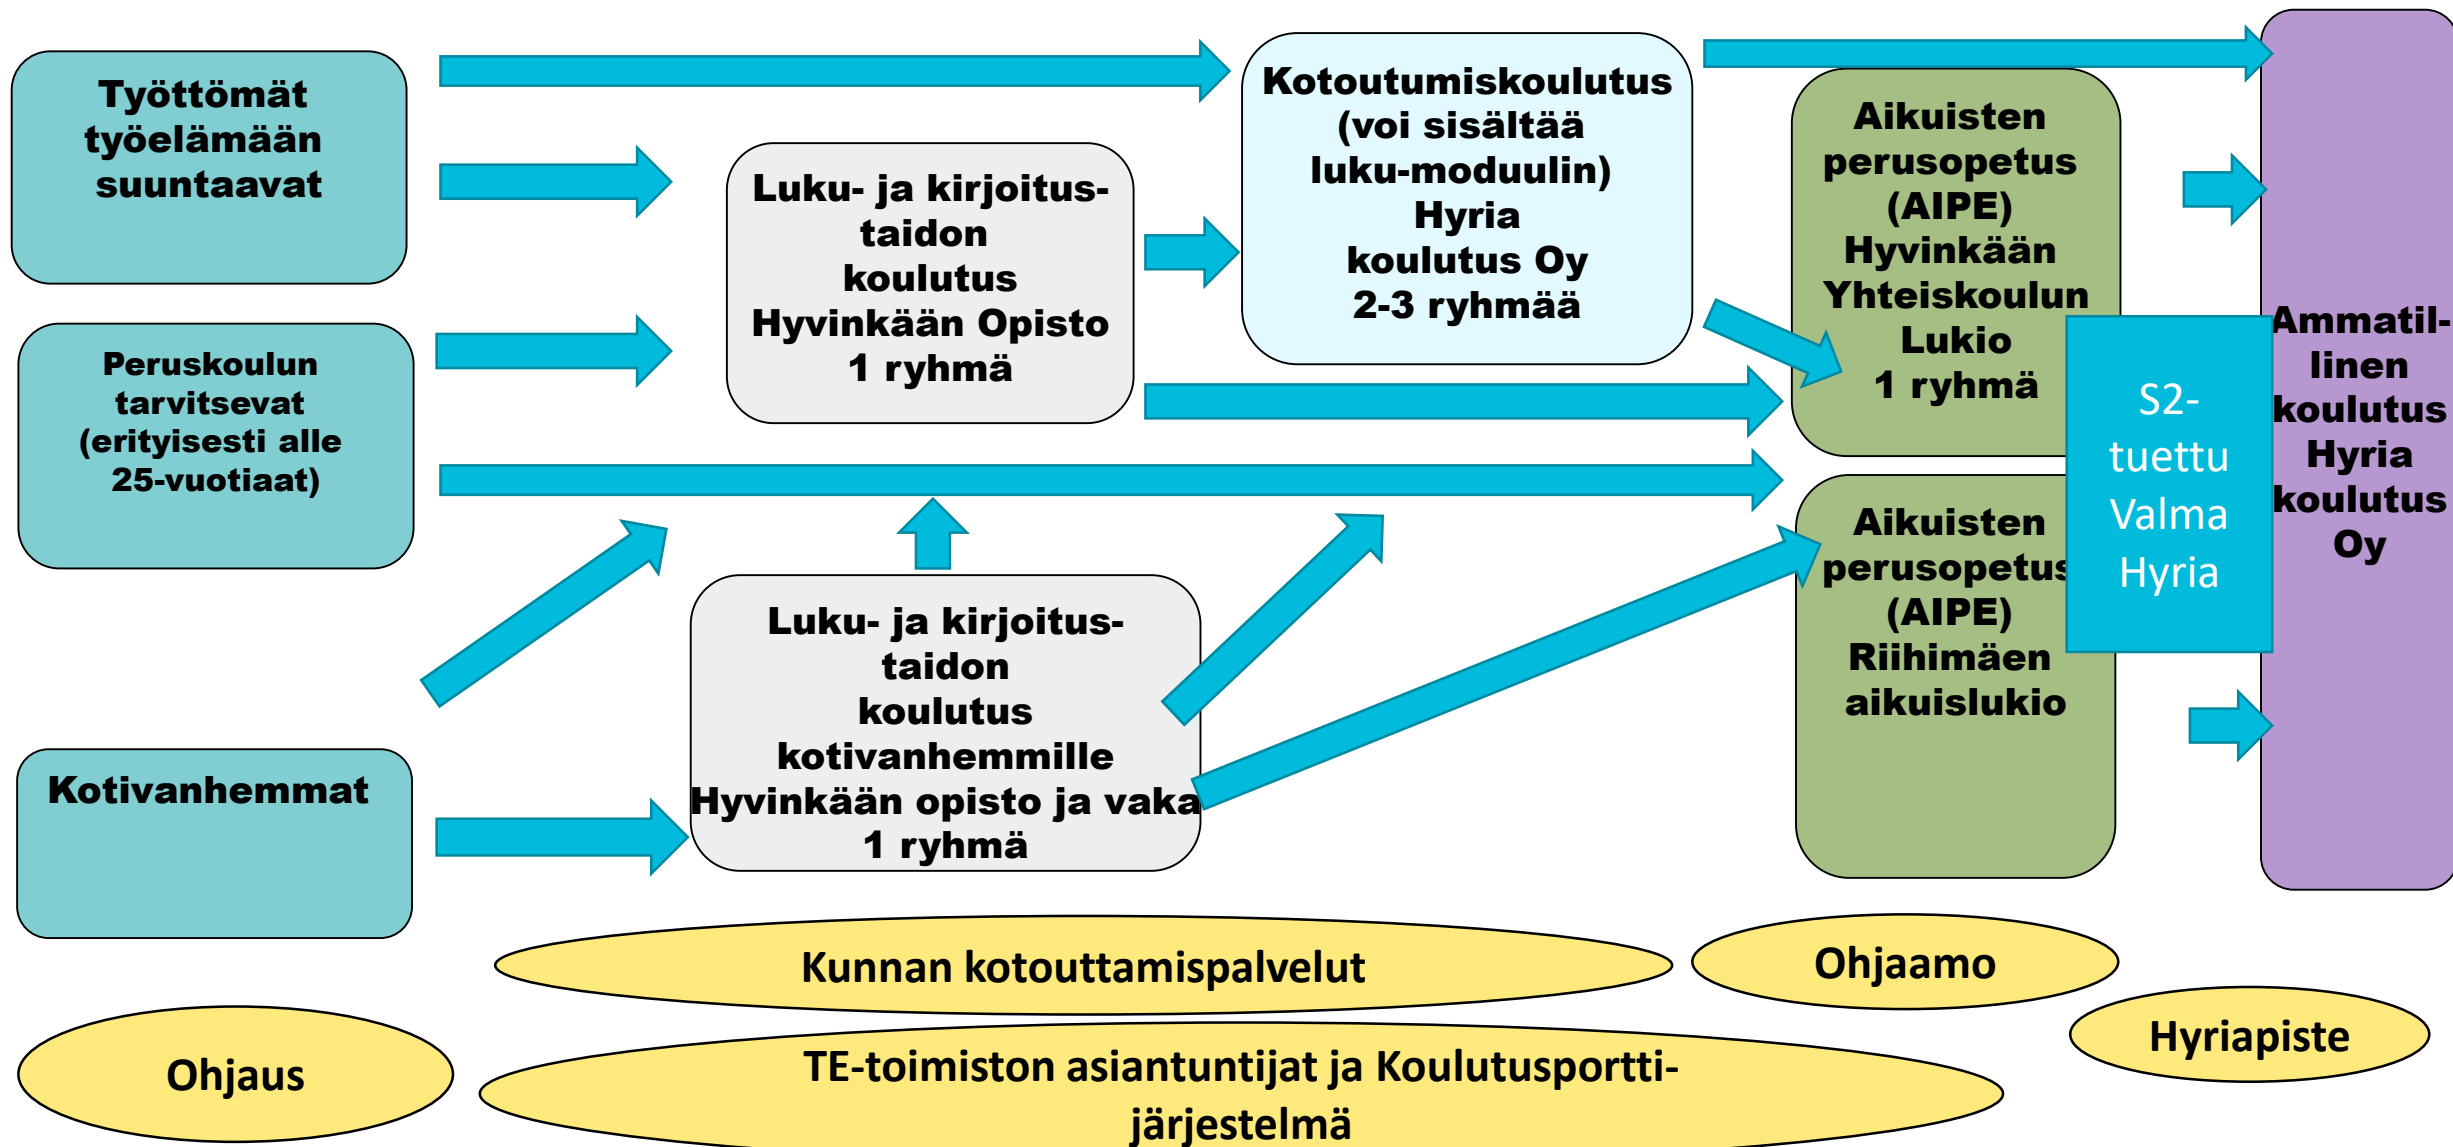 Työttömät
työelämään
suuntaavat
Peruskoulun
tarvitsevat
(erityisesti alle
25-vuotiaat)
Kotivanhemmat
Luku- ja kirjoitus-
taidon
koulutus
Hyvinkään Opisto
1 ryhmä
Luku- ja kirjoitus-
taidon
koulutus
kotivanhemmille
Hyvinkään opisto ja vaka
1 ryhmä
Kotoutumiskoulutus
(voi sisältää
luku-moduulin)
Hyria
koulutus Oy
2-3 ryhmää
Aikuisten
perusopetus
(AIPE)
Hyvinkään
Yhteiskoulun
Lukio
1 ryhmä
Aikuisten
perusopetus
(AIPE)
Riihimäen
aikuislukio
S2-
tuettu
Valma
Hyria
Ammatil-
linen
koulutus
Hyria
koulutus
Oy
Kunnan kotouttamispalvelut
Ohjaamo
Ohjaus
TE-toimiston asiantuntijat ja Koulutusportti-
järjestelmä
Hyriapiste